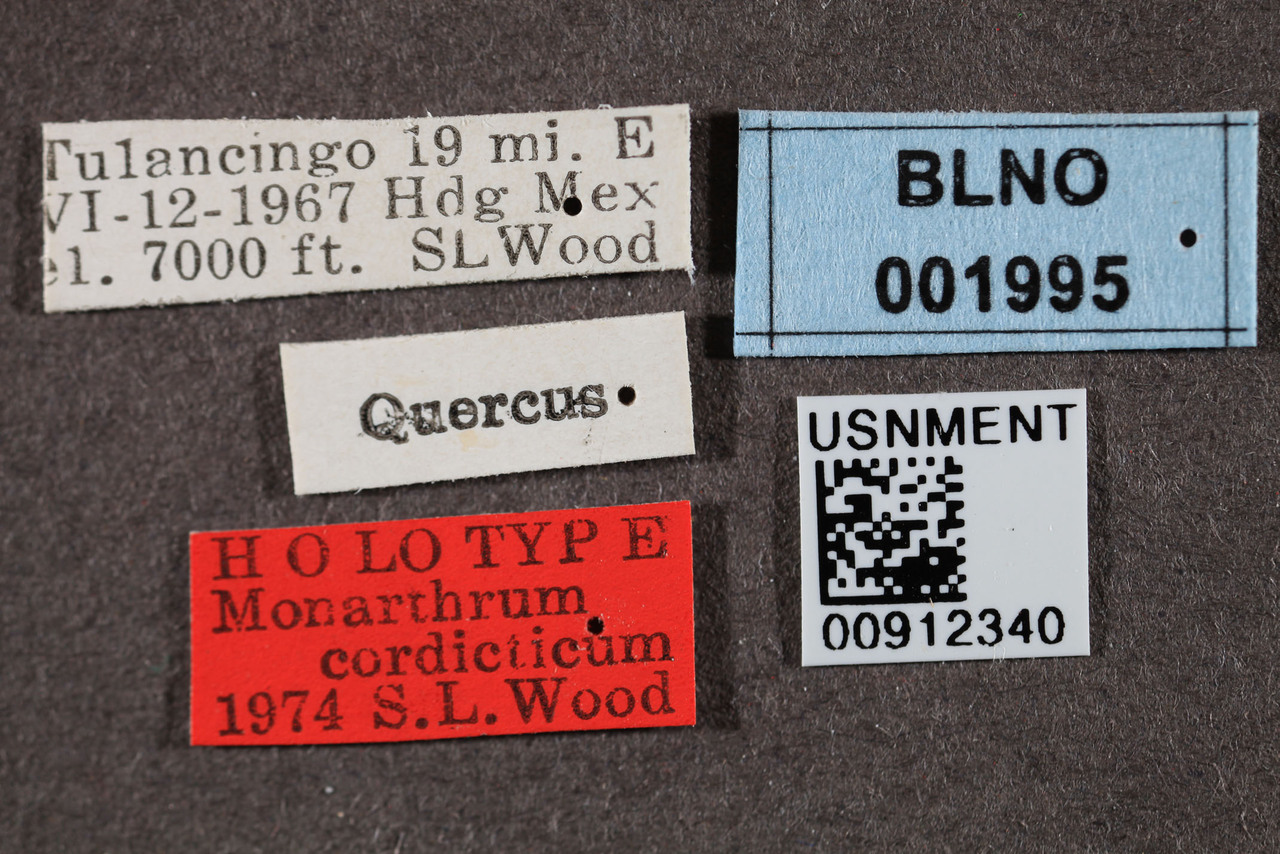 Tulancingo 19 mi. E
VI-12-1967 Hdg Mex
el. 7000 ft. SLWood
Quercus
HOLOTYPE
Monarthrum
cordicticum
1974 S.L.Wood
BLNO
001995
USNMENT
00912340